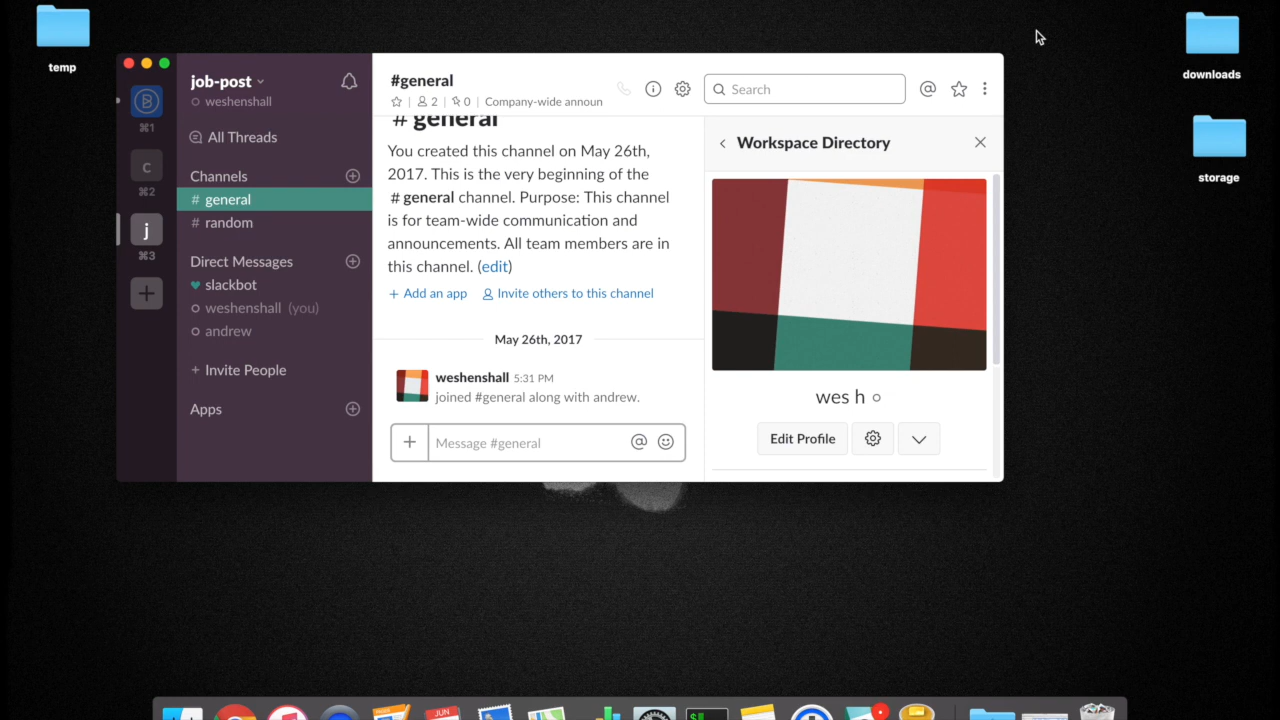 temp
downloads
storage
job-post
weshenshall
⌘1
c
⌘2
j
⌘3
All Threads
Channels
# general
# random
Direct Messages
slackbot
weshenshall (you)
andrew
+ Invite People
Apps
#general
2 | 0 | Company-wide announ
Search
# general
You created this channel on May 26th,
2017. This is the very beginning of the
# general channel. Purpose: This channel
is for team-wide communication and
announcements. All team members are in
this channel. (edit)
+ Add an app Invite others to this channel
May 26th, 2017
weshenshall 5:31 PM
joined #general along with andrew.
Message #general
Workspace Directory
wes h
Edit Profile
JUN